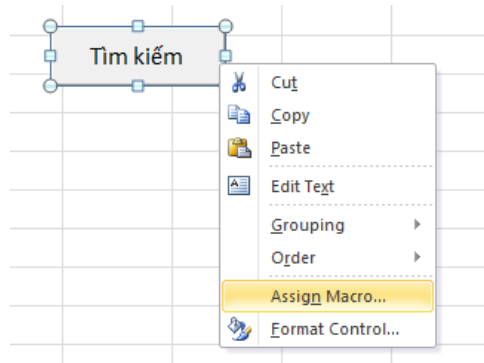 Tìm kiếm
Cut
Copy
Paste
Edit Text
Grouping
Order
Assign Macro...
Format Control...